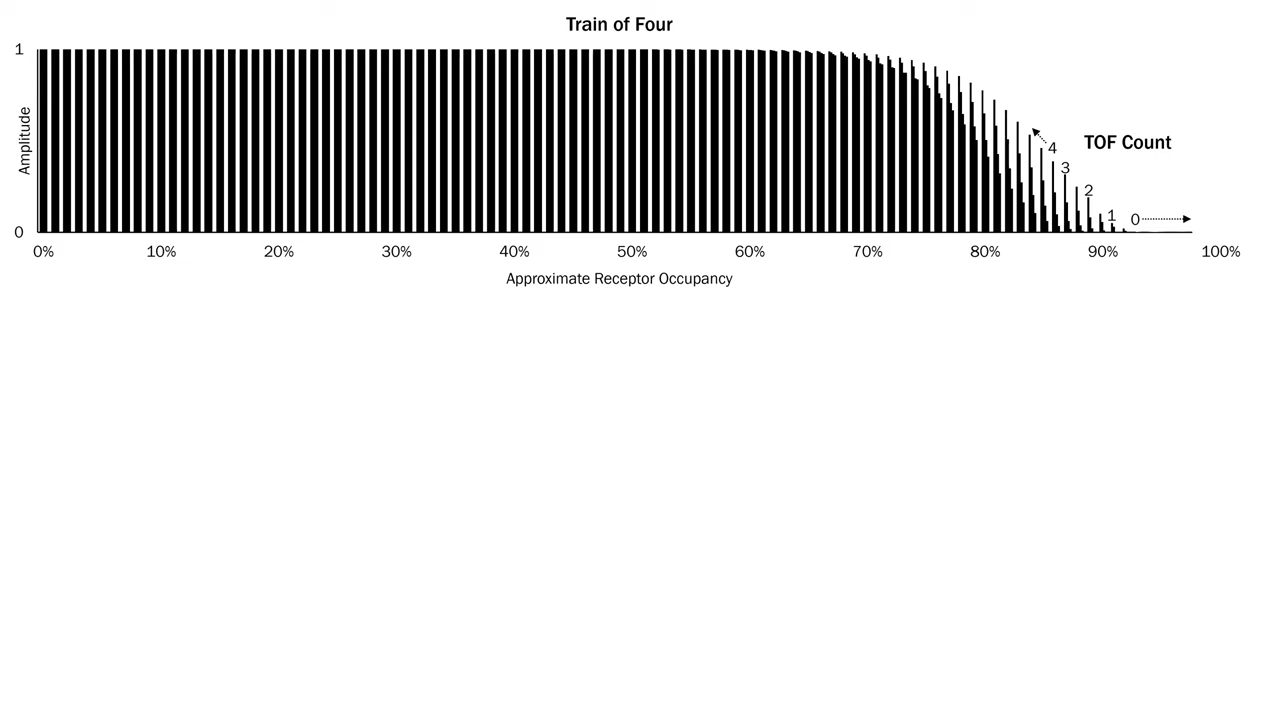 Train of Four
1
Amplitude
TOF Count
4
3
2
1
0
0
0% 10% 20% 30% 40% 50% 60% 70% 80% 90% 100%
Approximate Receptor Occupancy